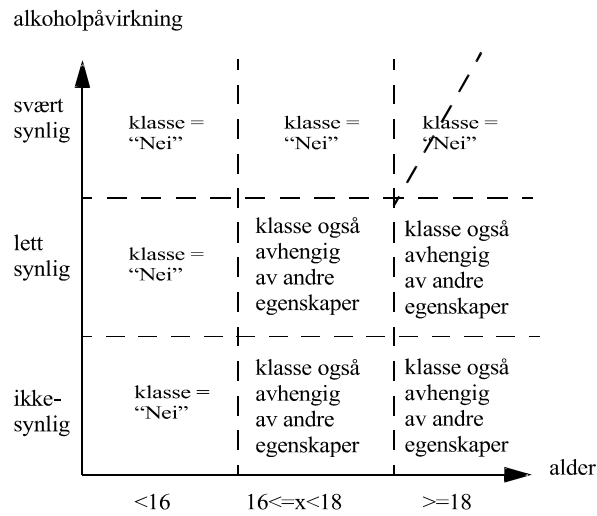 alkoholpåvirkning
svært
synlig
klasse =
“Nei”
klasse =
“Nei”
klasse =
“Nei”
lett
synlig
klasse =
“Nei”
klasse også
avhengig
av andre
egenskaper
klasse også
avhengig
av andre
egenskaper
ikke-
synlig
klasse =
“Nei”
klasse også
avhengig
av andre
egenskaper
klasse også
avhengig
av andre
egenskaper
alder
<16
16<=x<18
>=18